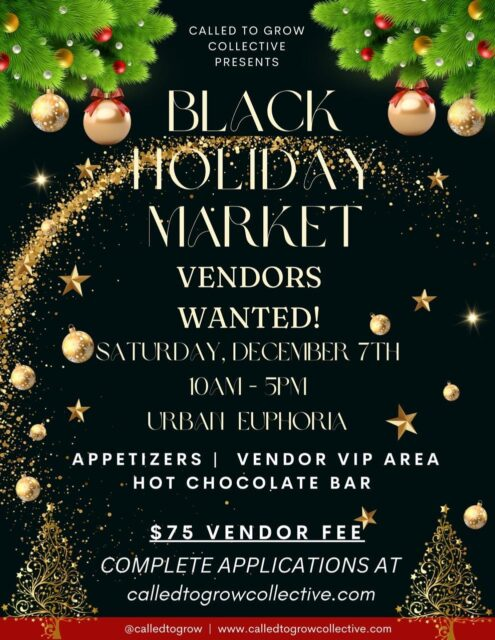 CALLED TO GROW
COLLECTIVE
PRESENTS
BLACK
HOLIDAY
MARKET
VENDORS
WANTED!
SATURDAY, DECEMBER 7TH
10AM - 5PM
URBAN EUPHORIA
APPETIZERS | VENDOR VIP AREA
HOT CHOCOLATE BAR
$75 VENDOR FEE
COMPLETE APPLICATIONS AT
calledtogrowcollective.com
@calledtogrow | www.calledtogrowcollective.com